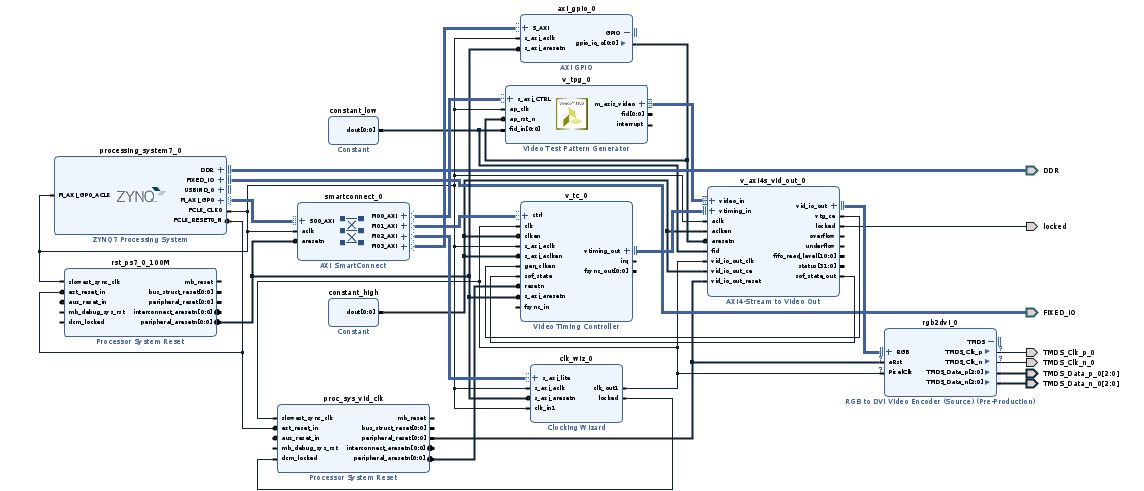 axi_gpio_0
S_AXI
s_axi_aclk
s_axi_aresetn
GPIO
gpio_io_o[0:0]
AXI GPIO
v_tpg_0
s_axi_CTRL
ap_clk
ap_rst_n
fid_in[0:0]
m_axis_video
fid[0:0]
interrupt
Video Test Pattern Generator
constant_low
dout[0:0]
Constant
processing_system7_0
M_AXI_GP0_ACLK
ZYNQ
DDR
FIXED_IO
USBIND_0
M_AXI_GP0
FCLK_CLK0
FCLK_RESET0_N
ZYNQ7 Processing System
DDR
smartconnect_0
S00_AXI
aclk
aresetn
M00_AXI
M01_AXI
M02_AXI
M03_AXI
AXI SmartConnect
v_tc_0
ctrl
clk
clken
s_axi_aclk
s_axi_aclken
gen_clken
sof_state
resetn
s_axi_aresetn
fsync_in
vtiming_out
irq
fsync_out[0:0]
Video Timing Controller
v_axi4s_vid_out_0
video_in
vtiming_in
aclk
aclken
aresetn
fid
vid_io_out_clk
vid_io_out_ce
vid_io_out_reset
vid_io_out
vtg_ce
locked
overflow
underflow
fifo_read_level[10:0]
status[31:0]
sof_state_out
AXI4-Stream to Video Out
locked
rst_ps7_0_100M
slowest_sync_clk
ext_reset_in
aux_reset_in
mb_debug_sys_rst
dcm_locked
mb_reset
bus_struct_reset[0:0]
peripheral_reset[0:0]
interconnect_aresetn[0:0]
peripheral_aresetn[0:0]
Processor System Reset
constant_high
dout[0:0]
Constant
FIXED_IO
rgb2dvi_0
RGB
aRst
PixelClk
TMDS
TMDS_Clk_p
TMDS_Clk_n
TMDS_Data_p[2:0]
TMDS_Data_n[2:0]
RGB to DVI Video Encoder (Source) (Pre-Production)
TMDS_Clk_p_0
TMDS_Clk_n_0
TMDS_Data_p_0[2:0]
TMDS_Data_n_0[2:0]
clk_wiz_0
s_axi_lite
s_axi_aclk
s_axi_aresetn
clk_in1
clk_out1
locked
Clocking Wizard
proc_sys_vid_clk
slowest_sync_clk
ext_reset_in
aux_reset_in
mb_debug_sys_rst
dcm_locked
mb_reset
bus_struct_reset[0:0]
peripheral_reset[0:0]
interconnect_aresetn[0:0]
peripheral_aresetn[0:0]
Processor System Reset